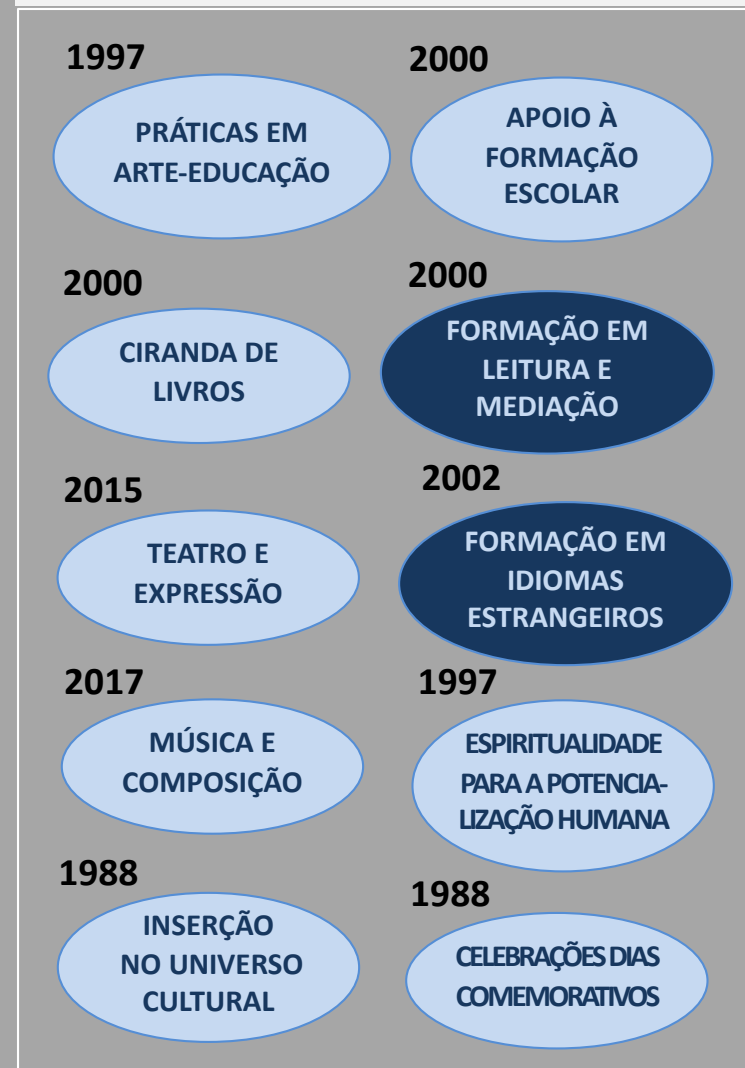 1997
PRÁTICAS EM
ARTE-EDUCAÇÃO
2000
APOIO À
FORMAÇÃO
ESCOLAR
2000
CIRANDA DE
LIVROS
2000
FORMAÇÃO EM
LEITURA E
MEDIAÇÃO
2015
TEATRO E
EXPRESSÃO
2002
FORMAÇÃO EM
IDIOMAS
ESTRANGEIROS
2017
MÚSICA E
COMPOSIÇÃO
1997
ESPIRITUALIDADE
PARA A POTENCIA-
LIZAÇÃO HUMANA
1988
INSERÇÃO
NO UNIVERSO
CULTURAL
1988
CELEBRAÇÕES DIAS
COMEMORATIVOS